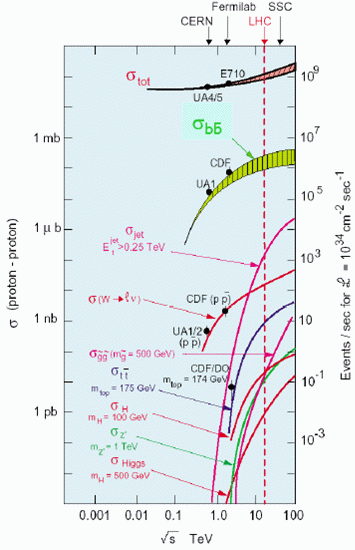 Fermilab SSC
CERN LHC
σtot
E710
UA4/5
10⁹
1 mb
σbb̄
10⁷
CDF
UA1
10⁵
1 μb
σjet
E_t^jet > 0.25 TeV
10³
σ (W → ℓν)
CDF (p p̄)
10
1 nb
UA1/2
(p p̄)
σg̃g̃ (mg̃ = 500 GeV)
σtt̄
mtop = 175 GeV
CDF/DO
mtop = 174 GeV
10⁻¹
1 pb
σH
mH = 100 GeV
σZ'
mZ' = 1 TeV
10⁻³
σHiggs
mH = 500 GeV
0.001 0.01 0.1 1.0 10 100
√s TeV
σ (proton - proton)
Events / sec for ℒ = 10³⁴ cm⁻² sec⁻¹